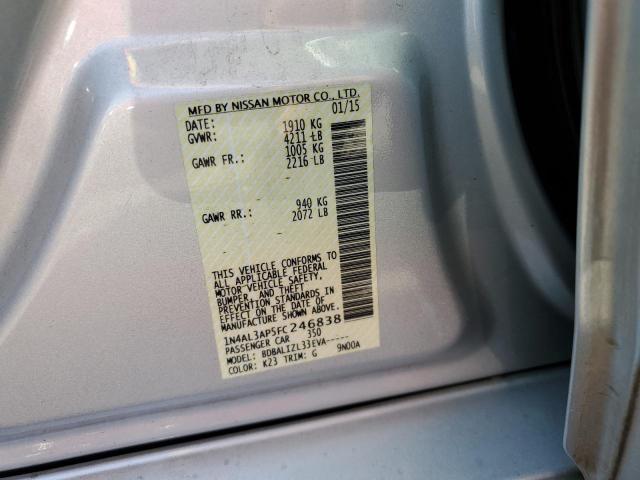 MFD BY NISSAN MOTOR CO., LTD.
DATE: 01/15
GVWR: 1910 KG
4211 LB
GAWR FR.: 1005 KG
2216 LB
-
GAWR RR.: 940 KG
2072 LB
-
THIS VEHICLE CONFORMS TO
ALL APPLICABLE FEDERAL
MOTOR VEHICLE SAFETY,
BUMPER, AND THEFT
PREVENTION STANDARDS IN
EFFECT ON THE DATE OF
MANUFACTURE SHOWN ABOVE.
1N4AL3AP5FC246838
PASSENGER CAR 350
MODEL: BDBALIZL33EVA-----
COLOR: K23 TRIM: G 9N00A